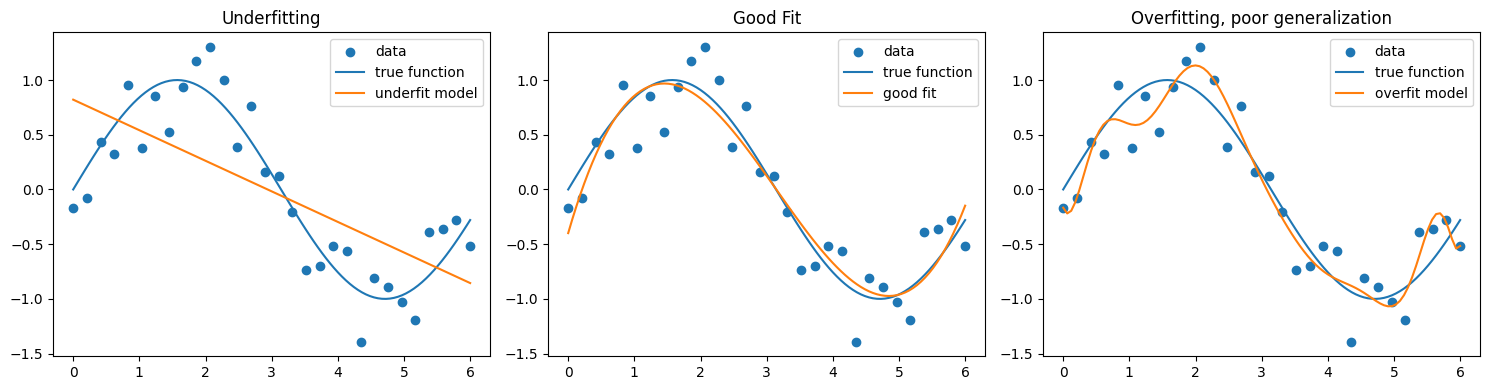 Underfitting
data
true function
underfit model
1.0
0.5
0.0
−0.5
−1.0
−1.5
0 1 2 3 4 5 6
Good Fit
data
true function
good fit
1.0
0.5
0.0
−0.5
−1.0
−1.5
0 1 2 3 4 5 6
Overfitting, poor generalization
data
true function
overfit model
1.0
0.5
0.0
−0.5
−1.0
−1.5
0 1 2 3 4 5 6